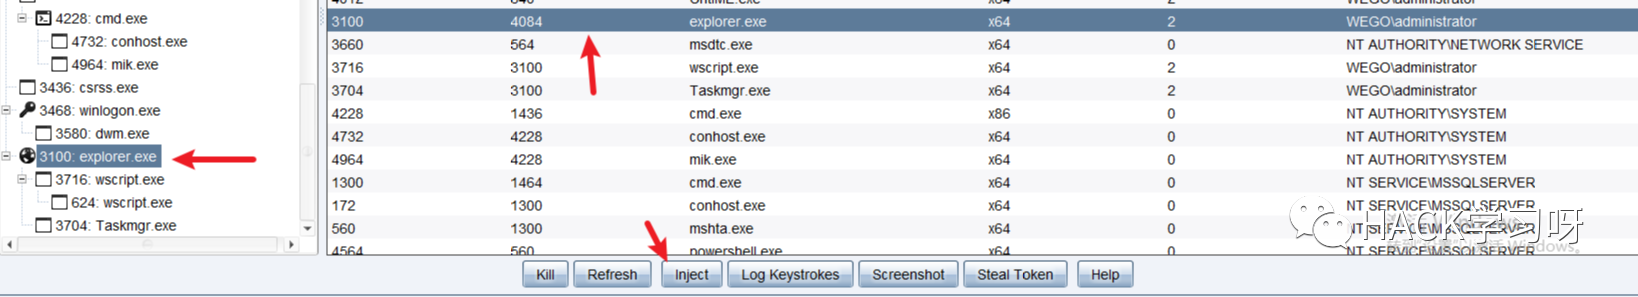 4228: cmd.exe
4732: conhost.exe
4964: mik.exe
3436: csrss.exe
3468: winlogon.exe
3580: dwm.exe
3100: explorer.exe
3716: wscript.exe
624: wscript.exe
3704: Taskmgr.exe
3100 4084 explorer.exe x64 2 WEGO\administrator
3660 564 msdtc.exe x64 0 NT AUTHORITY\NETWORK SERVICE
3716 3100 wscript.exe x64 2 WEGO\administrator
3704 3100 Taskmgr.exe x64 2 WEGO\administrator
4228 1436 cmd.exe x86 0 NT AUTHORITY\SYSTEM
4732 4228 conhost.exe x64 0 NT AUTHORITY\SYSTEM
4964 4228 mik.exe x64 0 NT AUTHORITY\SYSTEM
1300 1464 cmd.exe x64 0 NT SERVICE\MSSQLSERVER
172 1300 conhost.exe x64 0 NT SERVICE\MSSQLSERVER
560 1300 mshta.exe x64 0 NT SERVICE\MSSQLSERVER
4564 560 powershell.exe x64 0 NT SERVICE\MSSQLSERVER
HACK学习呀
Kill Refresh Inject Log Keystrokes Screenshot Steal Token Help